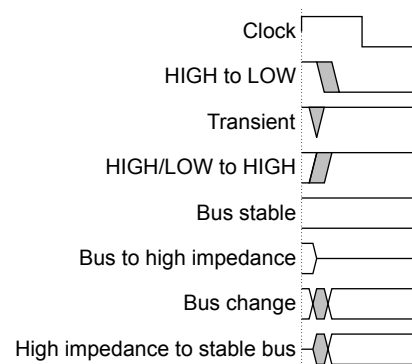 Clock
HIGH to LOW
Transient
HIGH/LOW to HIGH
Bus stable
Bus to high impedance
Bus change
High impedance to stable bus